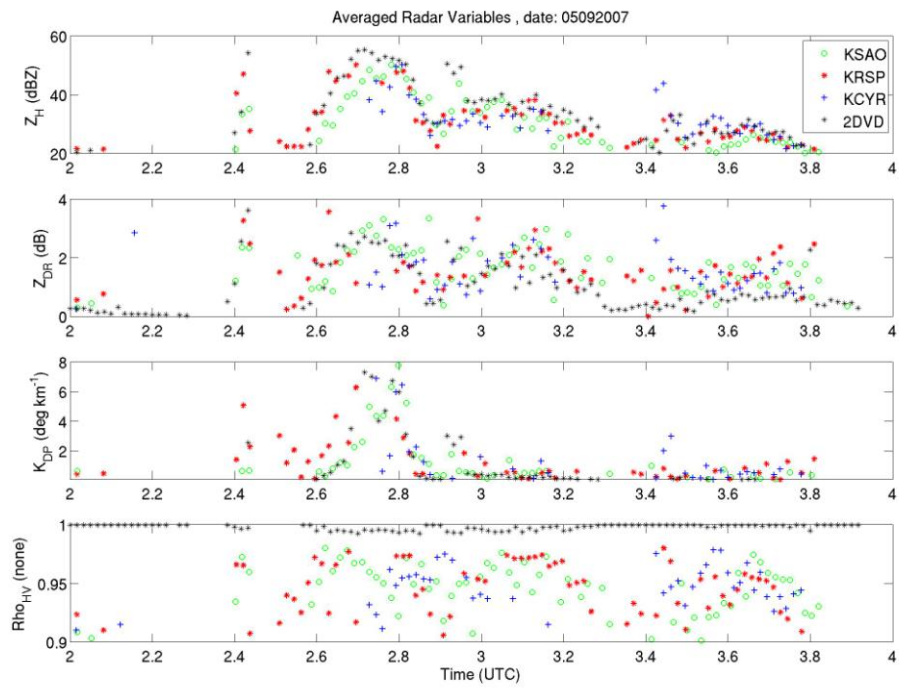 Averaged Radar Variables , date: 05092007
60
40
20
Z_H (dBZ)
KSAO
KRSP
KCYR
2DVD
2 2.2 2.4 2.6 2.8 3 3.2 3.4 3.6 3.8 4
4
2
0
Z_DR (dB)
2 2.2 2.4 2.6 2.8 3 3.2 3.4 3.6 3.8 4
8
6
4
2
K_DP (deg km^-1)
2 2.2 2.4 2.6 2.8 3 3.2 3.4 3.6 3.8 4
1
0.95
0.9
Rho_HV (none)
2 2.2 2.4 2.6 2.8 3 3.2 3.4 3.6 3.8 4
Time (UTC)